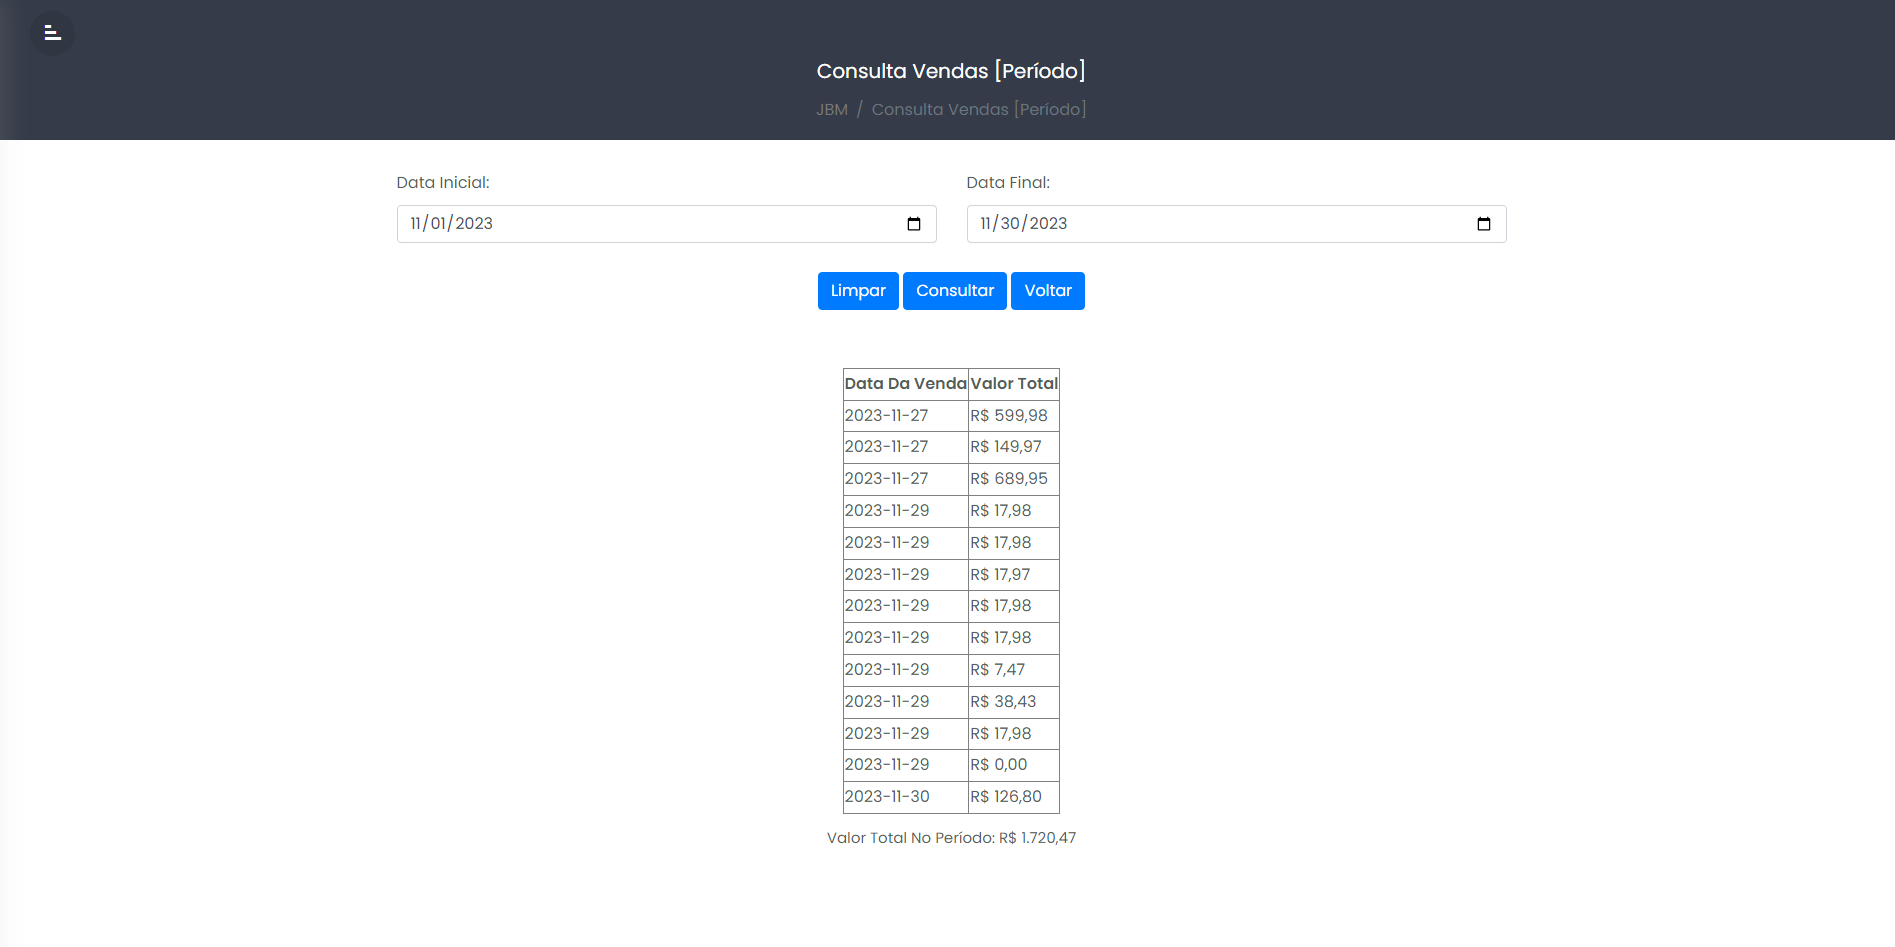 Consulta Vendas [Período]
JBM / Consulta Vendas [Período]
Data Inicial: Data Final:
11/01/2023 11/30/2023
Limpar Consultar Voltar
Data Da Venda Valor Total
2023-11-27 R$ 599,98
2023-11-27 R$ 149,97
2023-11-27 R$ 689,95
2023-11-29 R$ 17,98
2023-11-29 R$ 17,98
2023-11-29 R$ 17,97
2023-11-29 R$ 17,98
2023-11-29 R$ 17,98
2023-11-29 R$ 7,47
2023-11-29 R$ 38,43
2023-11-29 R$ 17,98
2023-11-29 R$ 0,00
2023-11-30 R$ 126,80
Valor Total No Período: R$ 1.720,47